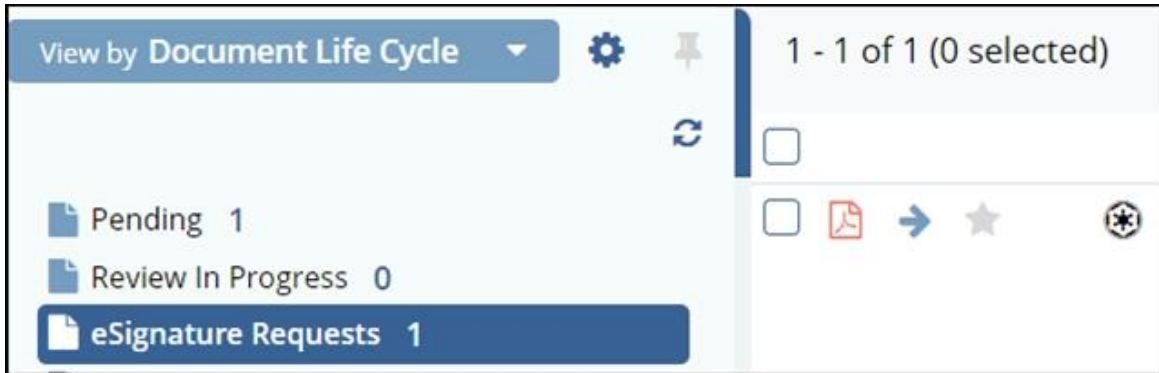 View by Document Life Cycle
1 - 1 of 1 (0 selected)
Pending 1
Review In Progress 0
eSignature Requests 1